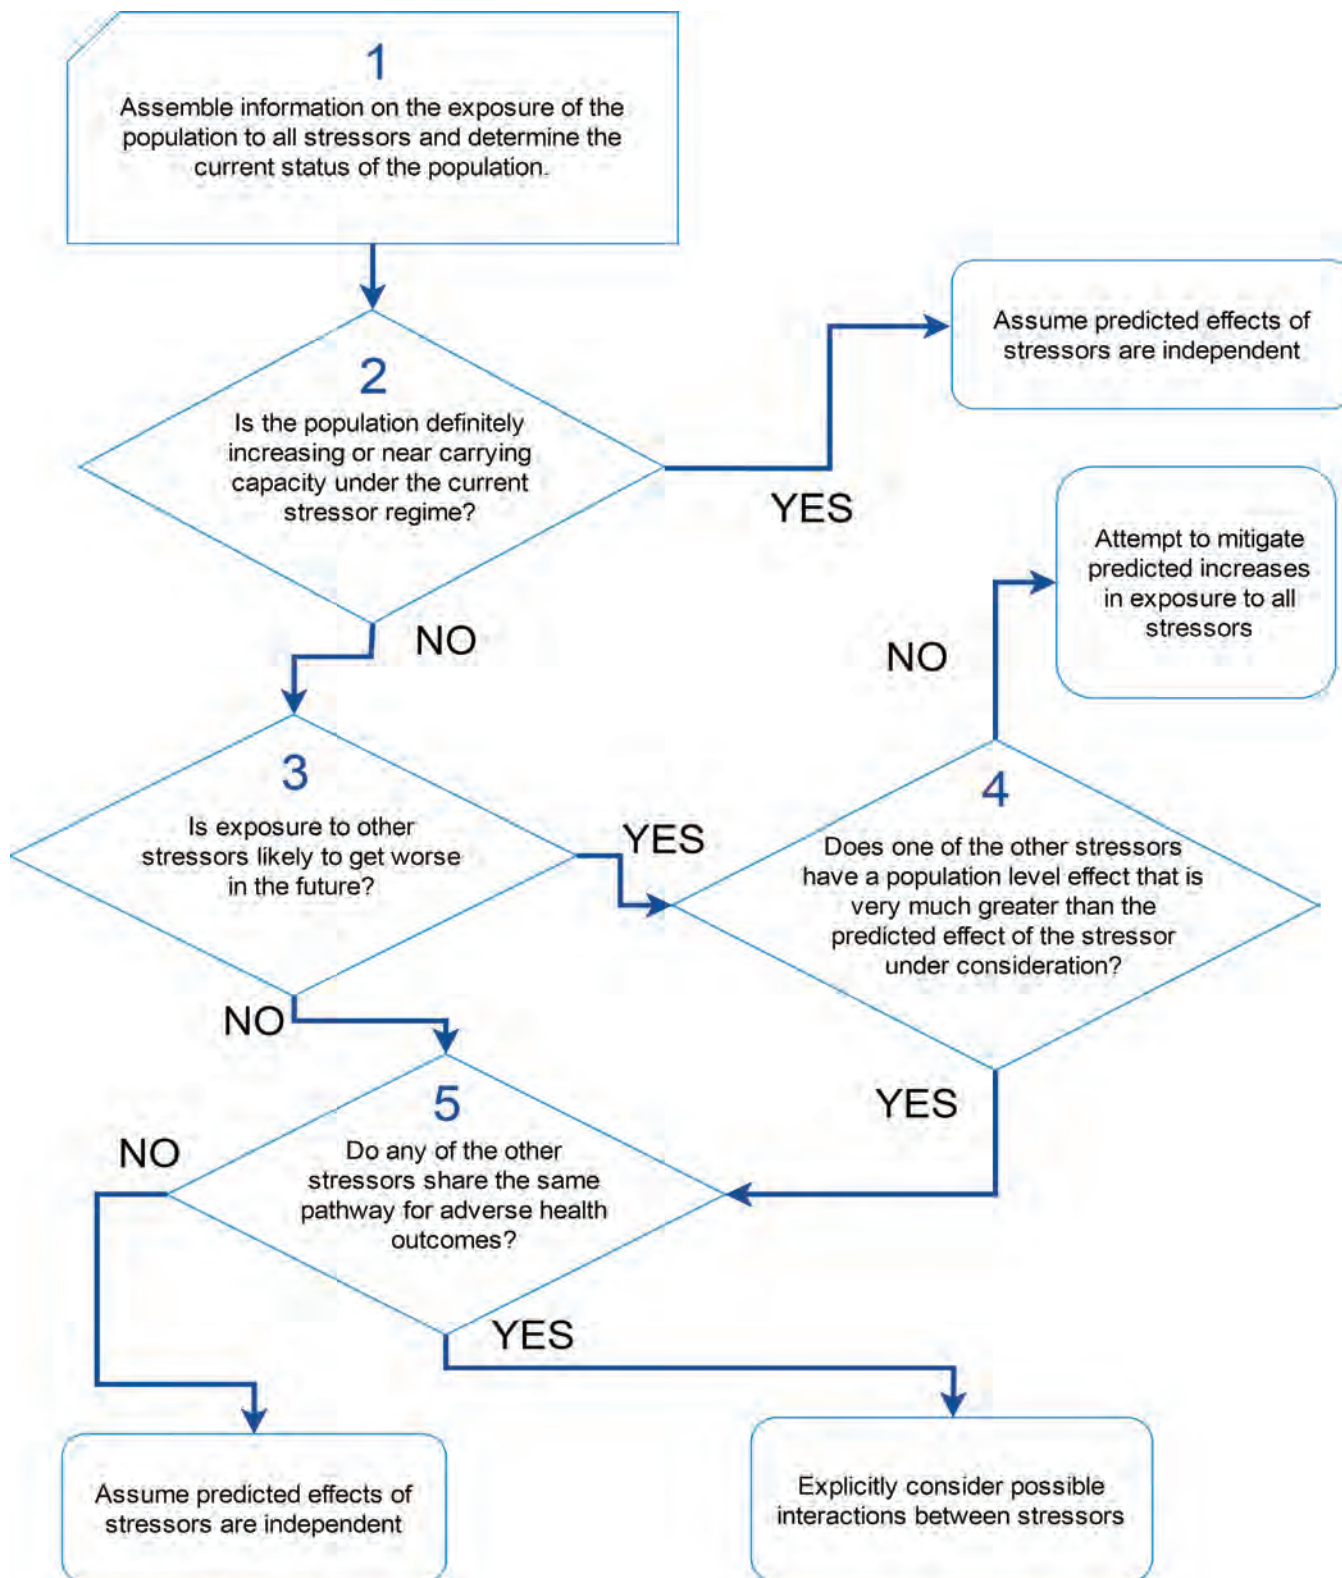 1
Assemble information on the exposure of the
population to all stressors and determine the
current status of the population.
Assume predicted effects of
stressors are independent
2
Is the population definitely
increasing or near carrying
capacity under the current
stressor regime?
YES
Attempt to mitigate
predicted increases
in exposure to all
stressors
NO
NO
3
Is exposure to other
stressors likely to get worse
in the future?
YES
4
Does one of the other stressors
have a population level effect that is
very much greater than the
predicted effect of the stressor
under consideration?
NO
YES
5
Do any of the other
stressors share the same
pathway for adverse health
outcomes?
NO
YES
Assume predicted effects of
stressors are independent
Explicitly consider possible
interactions between stressors